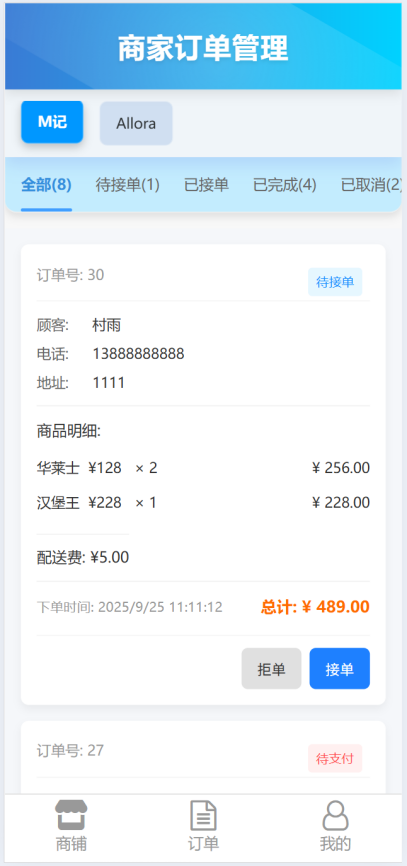 商家订单管理
M记 Allora
全部(8) 待接单(1) 已接单 已完成(4) 已取消(2)
订单号: 30 待接单
顾客: 村雨
电话: 13888888888
地址: 1111
商品明细:
华莱士 ¥128 × 2 ¥ 256.00
汉堡王 ¥228 × 1 ¥ 228.00
配送费: ¥5.00
下单时间: 2025/9/25 11:11:12 总计: ¥ 489.00
拒单 接单
订单号: 27 待支付
商铺 订单 我的